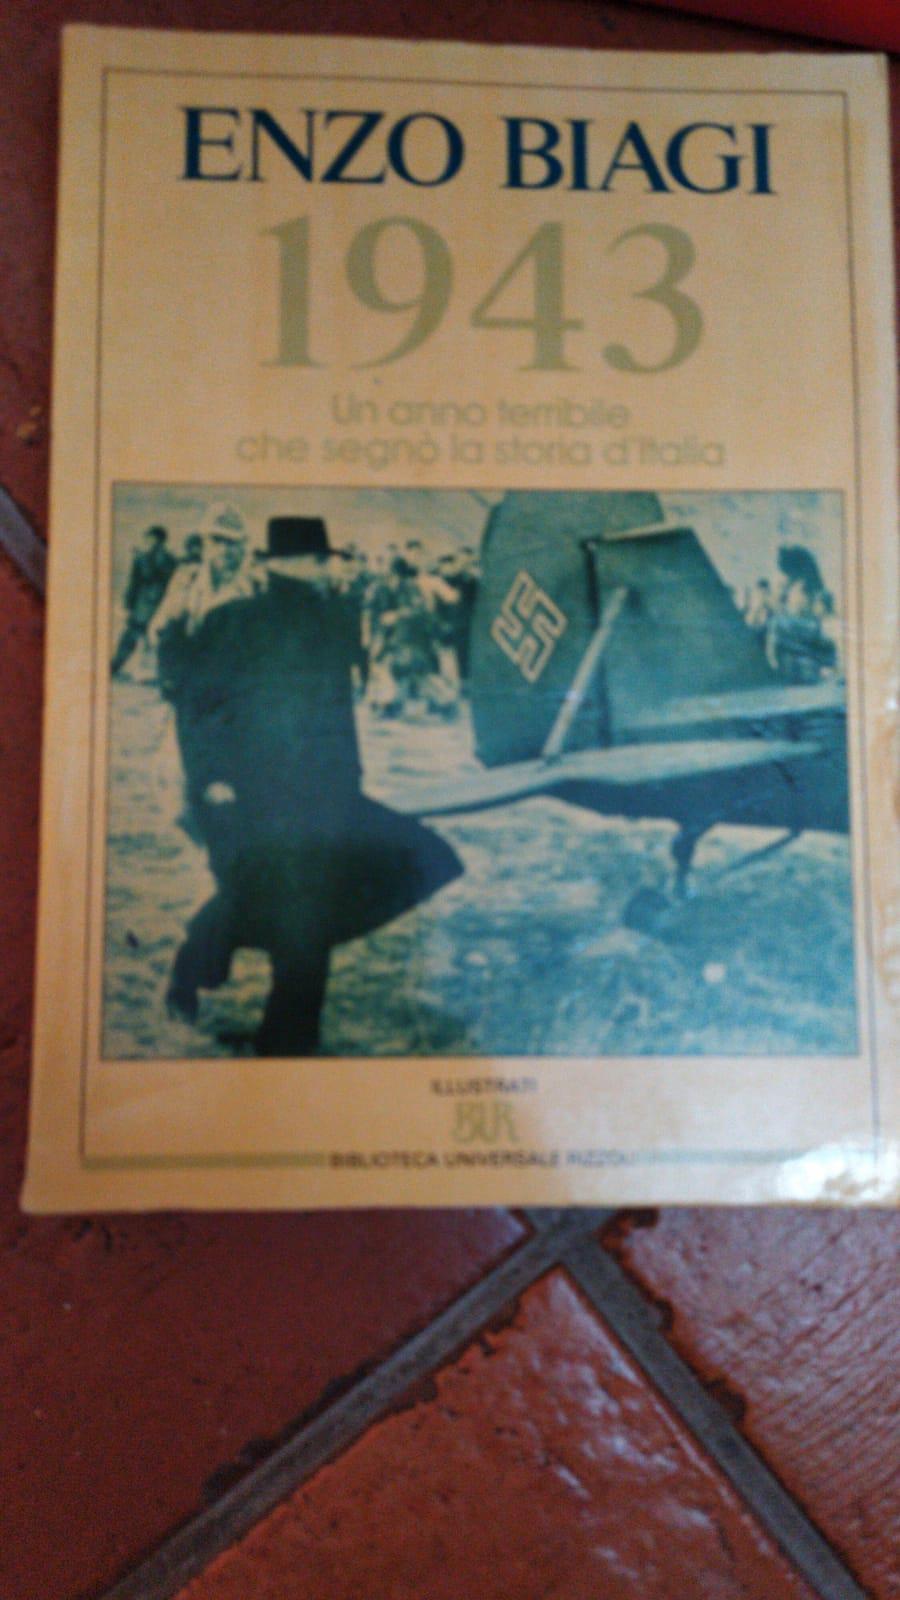 ENZO BIAGI
1943
Un anno terribile
che segnò la storia d'Italia
ILLUSTRATI
BUR
BIBLIOTECA UNIVERSALE RIZZOLI